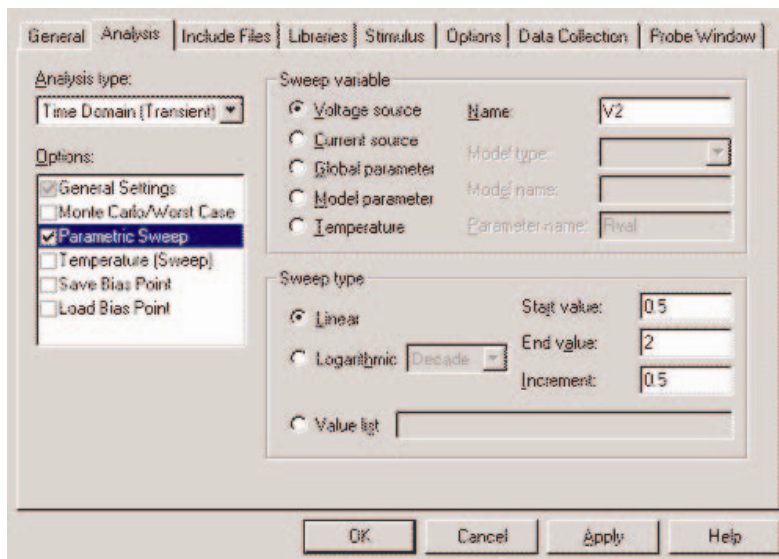 General Analysis Include Files Libraries Stimulus Options Data Collection Probe Window
Analysis type:
Time Domain (Transient)
Options:
General Settings
Monte Carlo/Worst Case
Parametric Sweep
Temperature (Sweep)
Save Bias Point
Load Bias Point
Sweep variable
Voltage source
Current source
Global parameter
Model parameter
Temperature
Name: V2
Model type:
Model name:
Parameter name: Rval
Sweep type
Linear
Logarithmic Decade
Value list
Start value: 0.5
End value: 2
Increment: 0.5
OK Cancel Apply Help